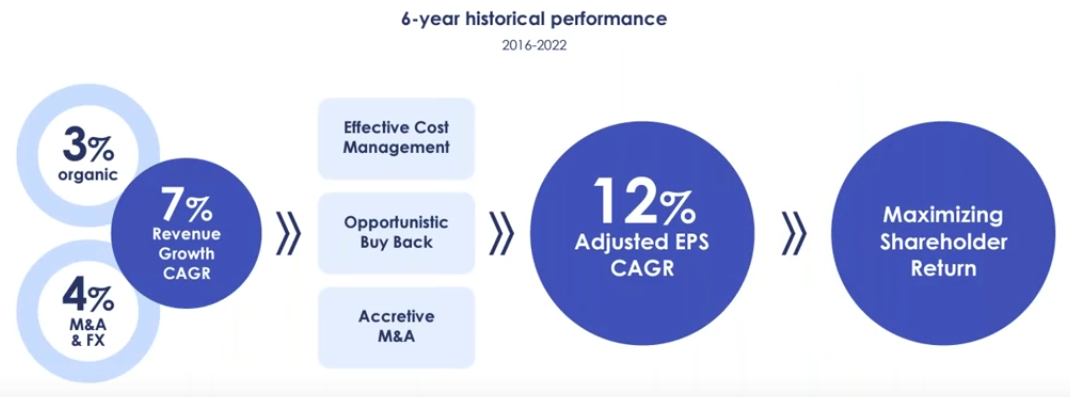 6-year historical performance
2016-2022
3%
organic
7%
Revenue
Growth
CAGR
4%
M&A
& FX
Effective Cost
Management
Opportunistic
Buy Back
Accretive
M&A
12%
Adjusted EPS
CAGR
Maximizing
Shareholder
Return